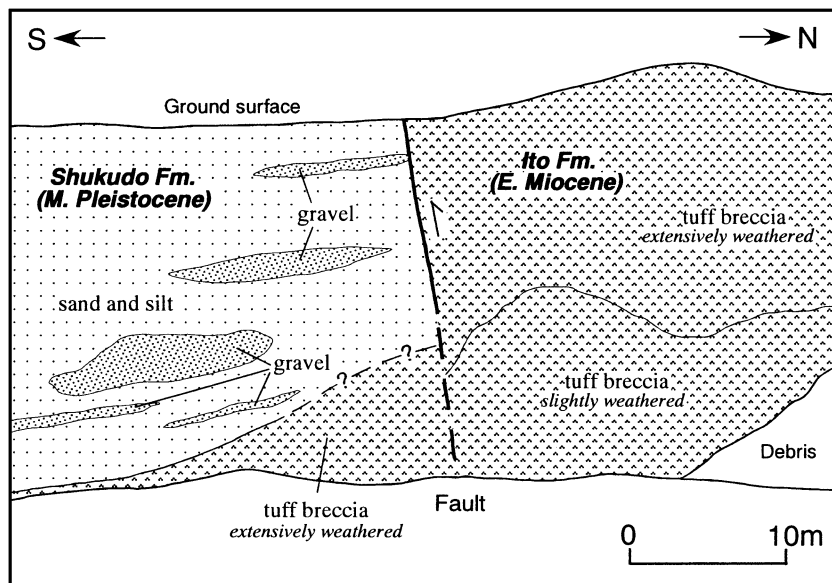 S
N
Ground surface
Shukudo Fm.
(M. Pleistocene)
Ito Fm.
(E. Miocene)
gravel
tuff breccia
extensively weathered
sand and silt
gravel
?
?
tuff breccia
slightly weathered
Debris
tuff breccia
extensively weathered
Fault
0 10m